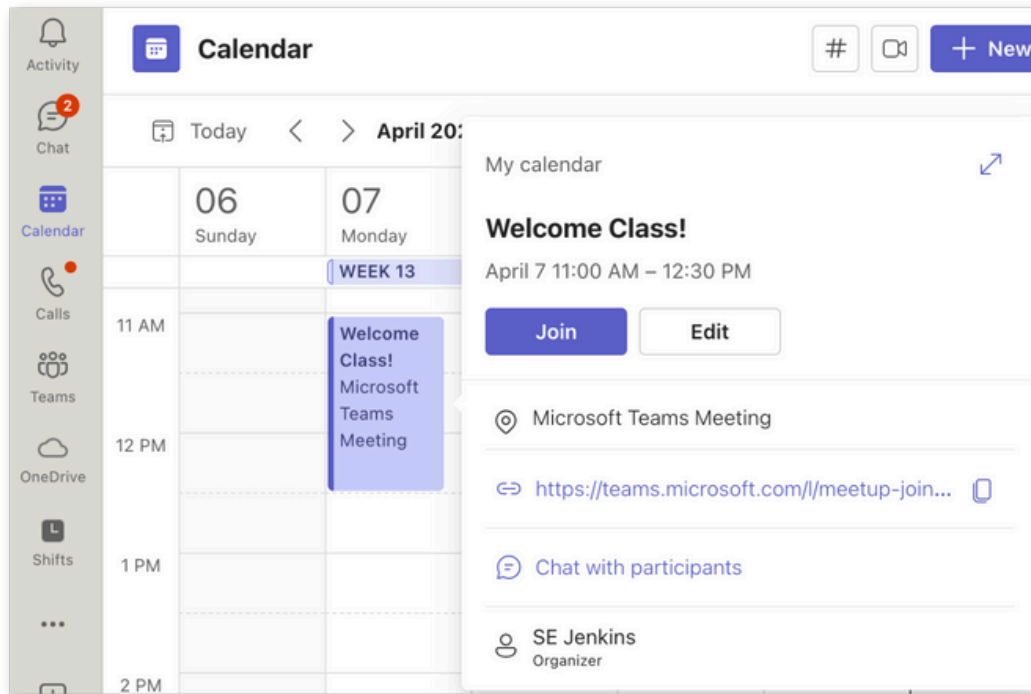 Activity
2
Chat
Calendar
Calls
Teams
OneDrive
Shifts
Calendar
#
+ New
Today
April 202
06
Sunday
07
Monday
WEEK 13
11 AM
12 PM
1 PM
2 PM
Welcome
Class!
Microsoft
Teams
Meeting
My calendar
Welcome Class!
April 7 11:00 AM – 12:30 PM
Join
Edit
Microsoft Teams Meeting
https://teams.microsoft.com/l/meetup-join...
Chat with participants
SE Jenkins
Organizer